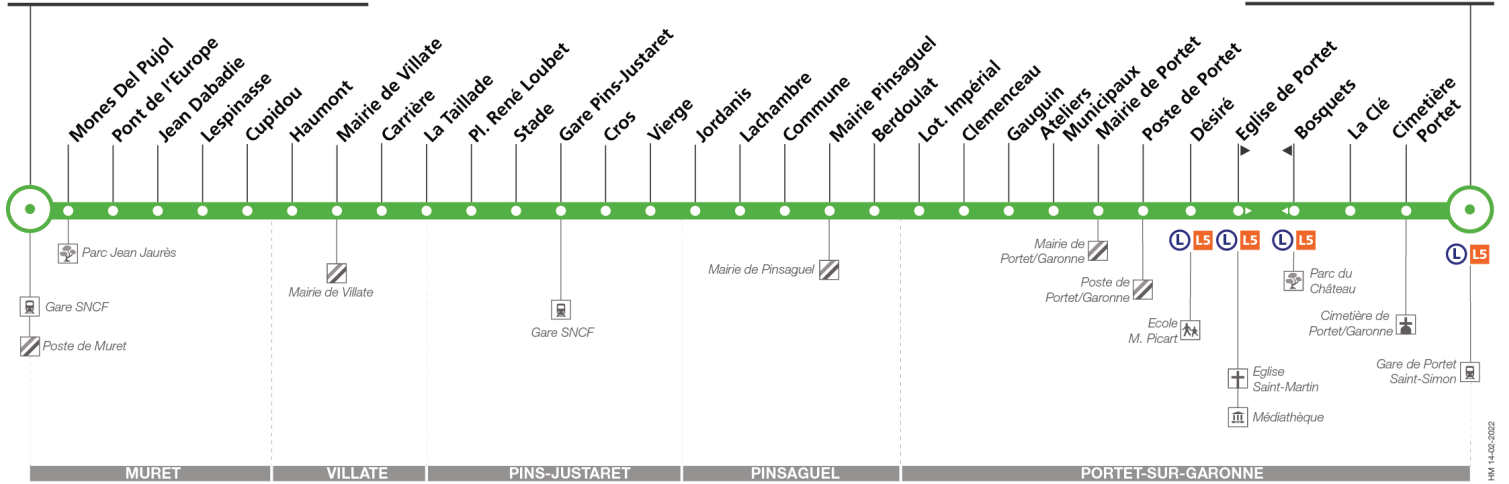 Mones Del Pujol
Pont de l'Europe
Jean Dabadie
Lespinasse
Cupidou
Haumont
Mairie de Villate
Carrière
La Taillade
Pl. René Loubet
Stade
Gare Pins-Justaret
Cros
Vierge
Jordanis
Lachambre
Commune
Mairie Pinsaguel
Berdoulat
Lot. Impérial
Clemenceau
Gauguin
Ateliers
Municipaux
Mairie de Portet
Poste de Portet
Désiré
Eglise de Portet
Bosquets
La Clé
Cimetière
Portet
Parc Jean Jaurès
Gare SNCF
Poste de Muret
Mairie de Villate
Gare SNCF
Mairie de Pinsaguel
Mairie de
Portet/Garonne
Poste de
Portet/Garonne
L L5
Ecole
M. Picart
L L5
Eglise
Saint-Martin
Médiathèque
L L5
Parc du
Château
Cimetière de
Portet/Garonne
L L5
Gare de Portet
Saint-Simon
MURET
VILLATE
PINS-JUSTARET
PINSAGUEL
PORTET-SUR-GARONNE
HM 14-02-2022